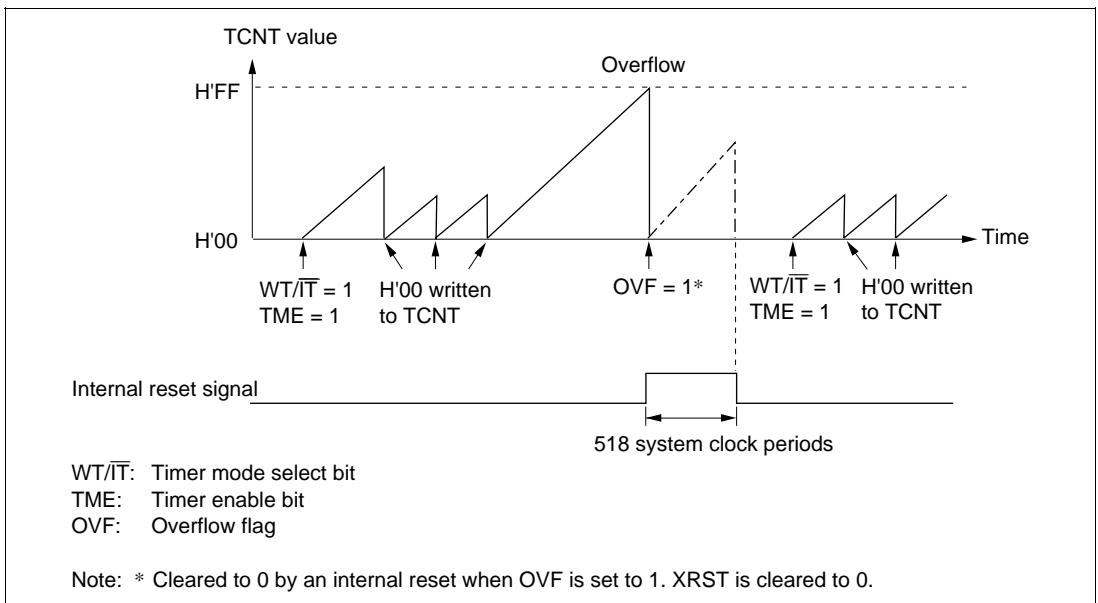 TCNT value
Overflow
H'FF
H'00
Time
WT/IT = 1
TME = 1
H'00 written
to TCNT
OVF = 1*
WT/IT = 1
TME = 1
H'00 written
to TCNT
Internal reset signal
518 system clock periods
WT/IT: Timer mode select bit
TME: Timer enable bit
OVF: Overflow flag
Note: * Cleared to 0 by an internal reset when OVF is set to 1. XRST is cleared to 0.